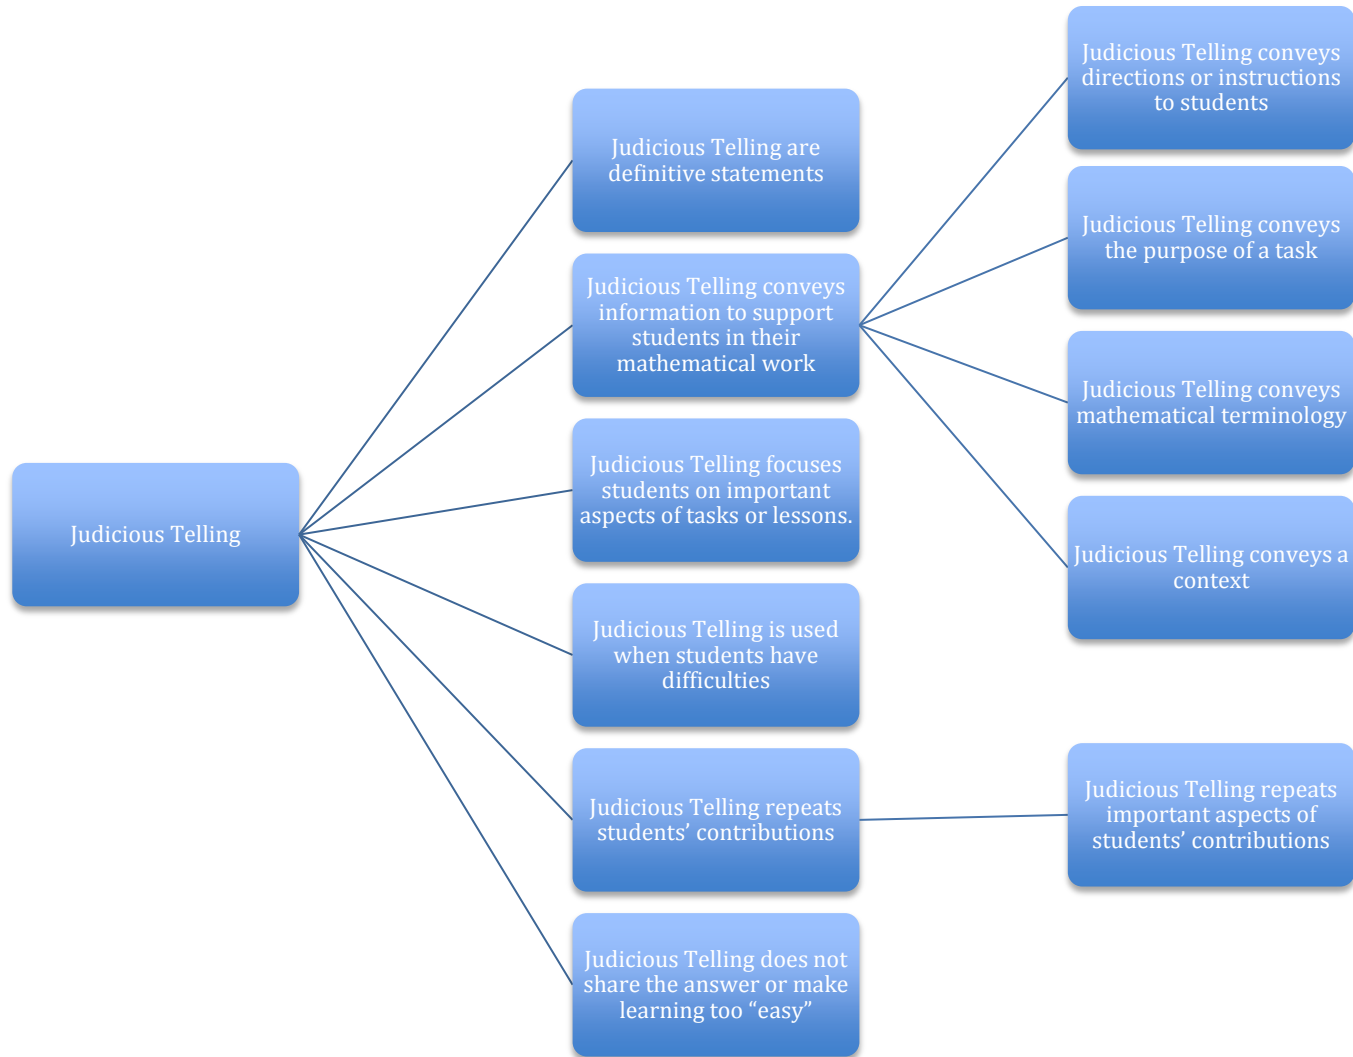 Judicious Telling
Judicious Telling are
definitive statements
Judicious Telling conveys
information to support
students in their
mathematical work
Judicious Telling conveys
directions or instructions
to students
Judicious Telling conveys
the purpose of a task
Judicious Telling conveys
mathematical terminology
Judicious Telling conveys a
context
Judicious Telling focuses
students on important
aspects of tasks or lessons.
Judicious Telling is used
when students have
difficulties
Judicious Telling repeats
students’ contributions
Judicious Telling repeats
important aspects of
students’ contributions
Judicious Telling does not
share the answer or make
learning too “easy”